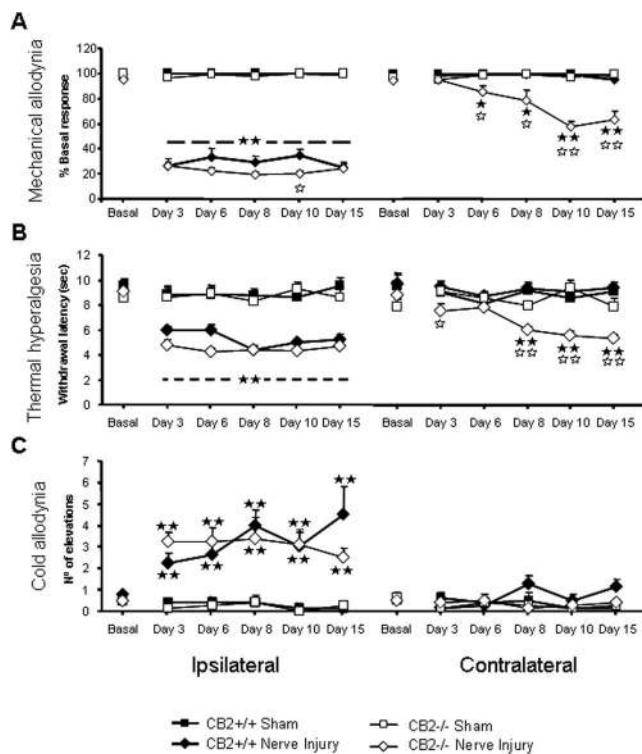 A
Mechanical allodynia
% Basal response
120
100
80
60
40
20
0
★★
☆
★
☆
★
☆
★★
☆☆
★★
☆☆
Basal Day 3 Day 6 Day 8 Day 10 Day 15 Basal Day 3 Day 6 Day 8 Day 10 Day 15
B
Thermal hyperalgesia
Withdrawal latency (sec)
12
10
8
6
4
2
0
★★
☆
★★
☆☆
★★
☆☆
★★
☆☆
Basal Day 3 Day 6 Day 8 Day 10 Day 15 Basal Day 3 Day 6 Day 8 Day 10 Day 15
C
Cold allodynia
Nº of elevations
7
6
5
4
3
2
1
0
★★ ★★ ★★ ★★ ★★
★★ ★★ ★★ ★★ ★★
Basal Day 3 Day 6 Day 8 Day 10 Day 15 Basal Day 3 Day 6 Day 8 Day 10 Day 15
Ipsilateral Contralateral
CB2+/+ Sham CB2-/- Sham
CB2+/+ Nerve Injury CB2-/- Nerve Injury